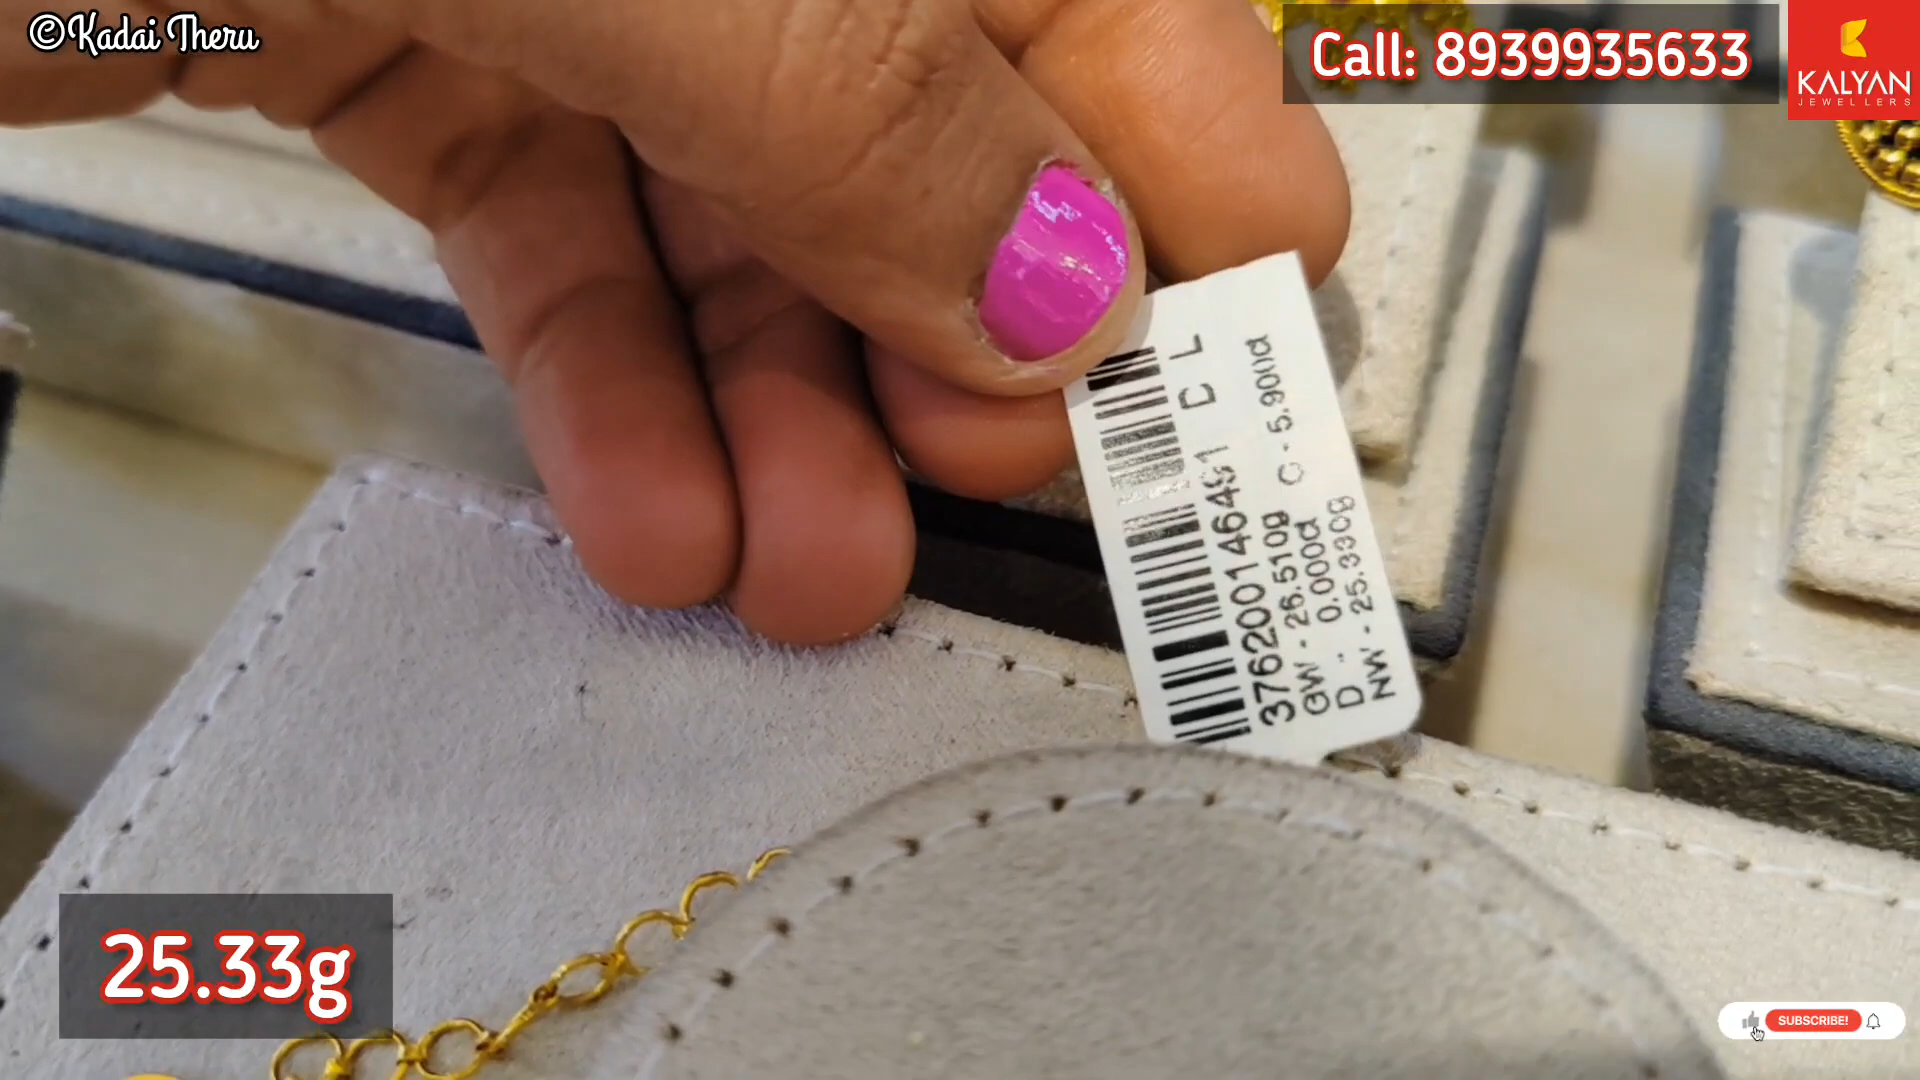 ©Kadai Theru
Call: 8939935633
KALYAN
JEWELLERS
D L
GW - 26.510g C - 5.900ct
D - 0.000ct
NW - 25.330g
25.33g
SUBSCRIBE!